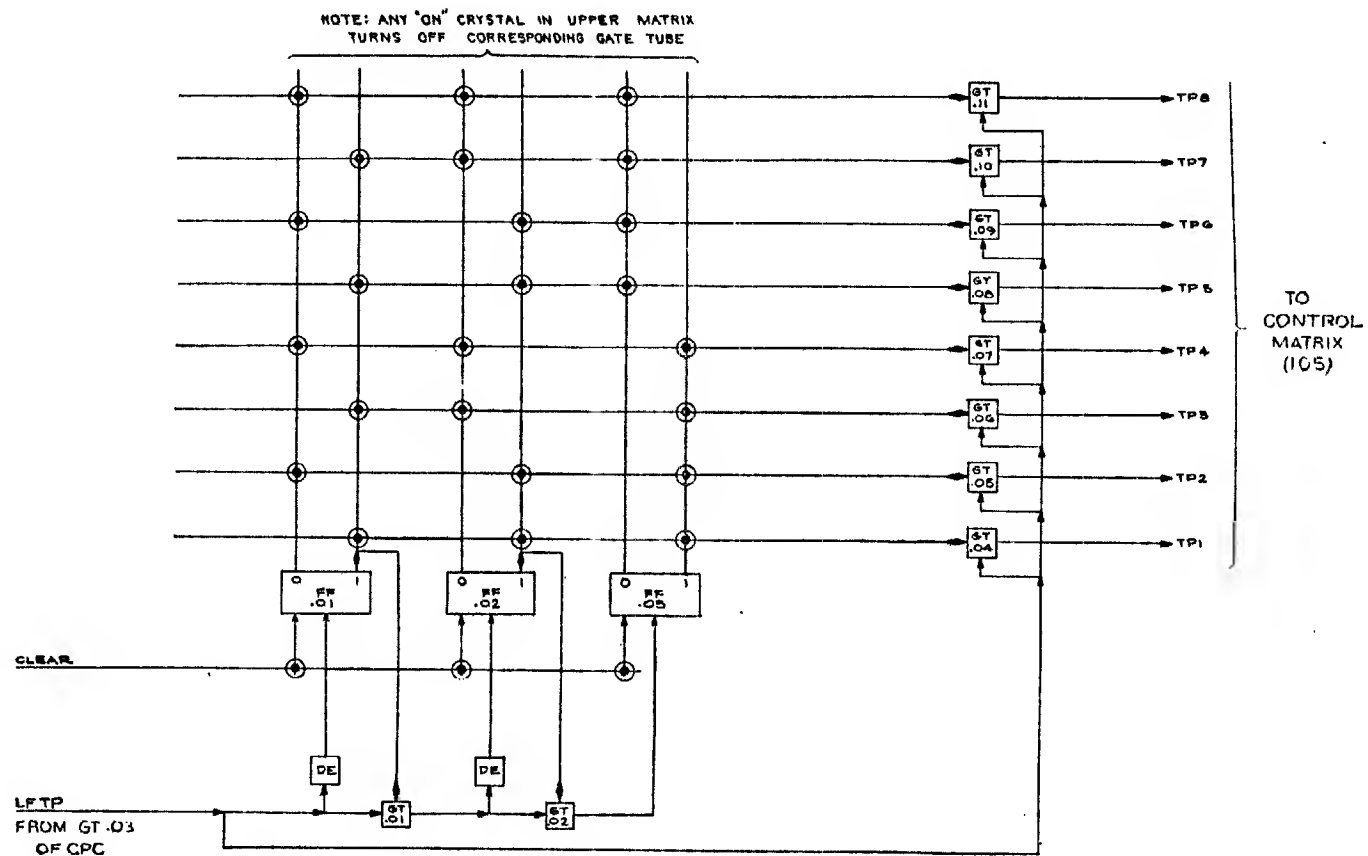 NOTE: ANY "ON" CRYSTAL IN UPPER MATRIX
TURNS OFF CORRESPONDING GATE TUBE
GT
.11
TP8
GT
.10
TP7
GT
.09
TP6
GT
.08
TP5
GT
.07
TP4
GT
.06
TP3
GT
.05
TP2
GT
.04
TP1
TO
CONTROL
MATRIX
(105)
0 1
FF
.01
0 1
FF
.02
0 1
FF
.03
CLEAR
DE
DE
LFTP
GT
.01
GT
.02
FROM GT .03
OF CPC